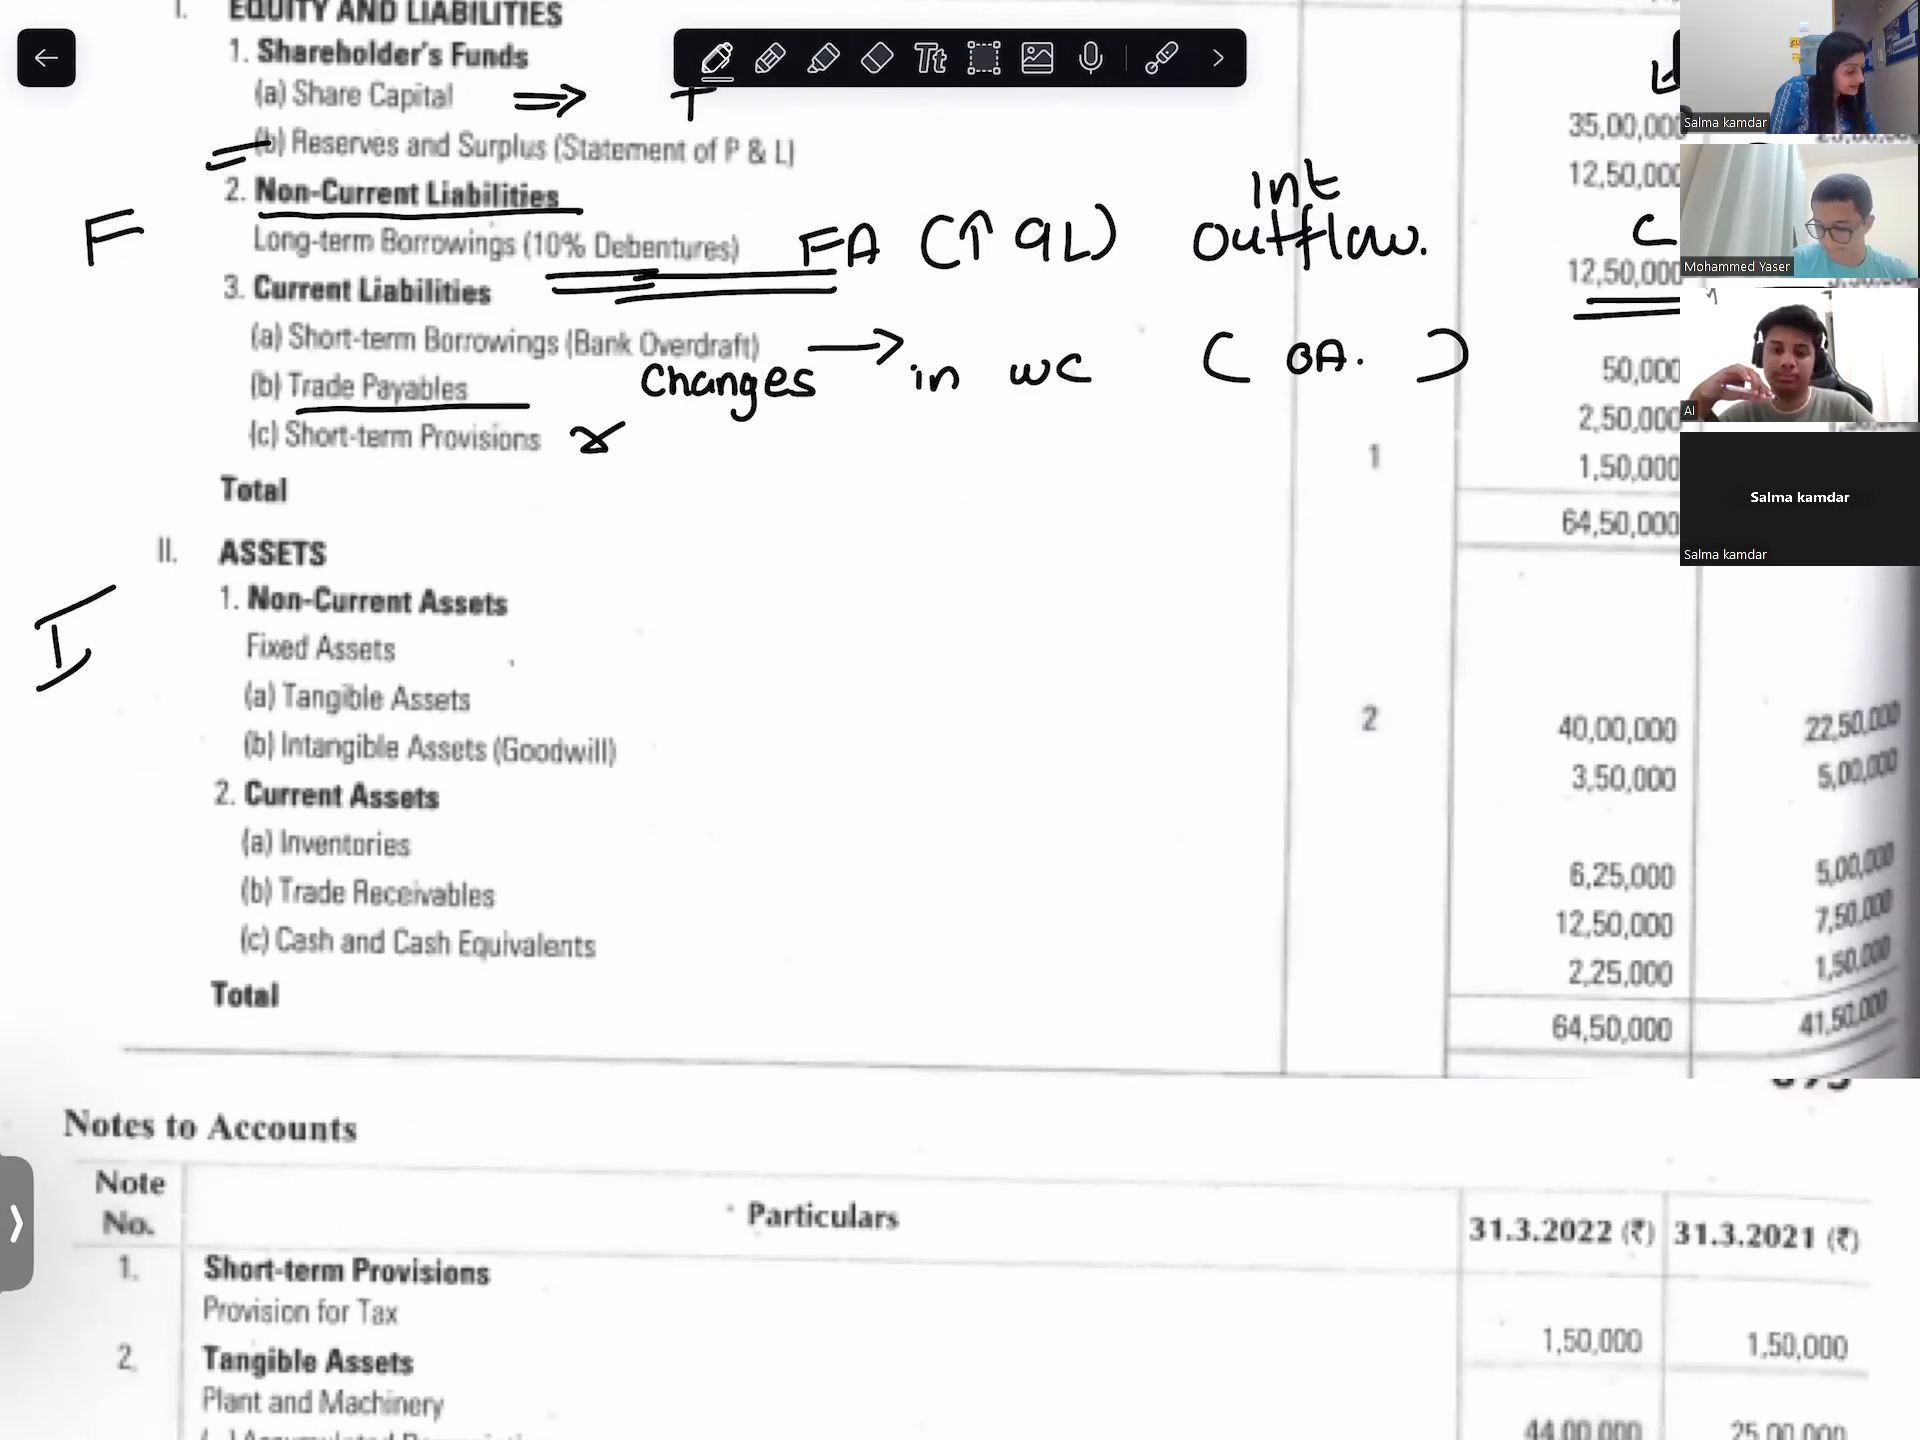 I. EQUITY AND LIABILITIES
1. Shareholder's Funds
(a) Share Capital
35,00,000
(b) Reserves and Surplus (Statement of P & L)
12,50,000
2. Non-Current Liabilities
Int
F
Long-term Borrowings (10% Debentures) FA (↑ 9L) outflow.
12,50,000
3. Current Liabilities
(a) Short-term Borrowings (Bank Overdraft)
50,000
Changes → in WC ( OA. )
(b) Trade Payables
2,50,000
(c) Short-term Provisions 1 1,50,000
Total 64,50,000
II. ASSETS
1. Non-Current Assets
I
Fixed Assets
(a) Tangible Assets 2 40,00,000 22,50,000
(b) Intangible Assets (Goodwill) 3,50,000 5,00,000
2. Current Assets
(a) Inventories 6,25,000 5,00,000
(b) Trade Receivables 12,50,000 7,50,000
(c) Cash and Cash Equivalents 2,25,000 1,50,000
Total 64,50,000 41,50,000
Notes to Accounts
Note No. Particulars 31.3.2022 (₹) 31.3.2021 (₹)
1. Short-term Provisions
Provision for Tax 1,50,000 1,50,000
2. Tangible Assets
Plant and Machinery 44,00,000 25,00,000
Tt
Salma kamdar
Mohammed Yaser
Al
Salma kamdar
Salma kamdar